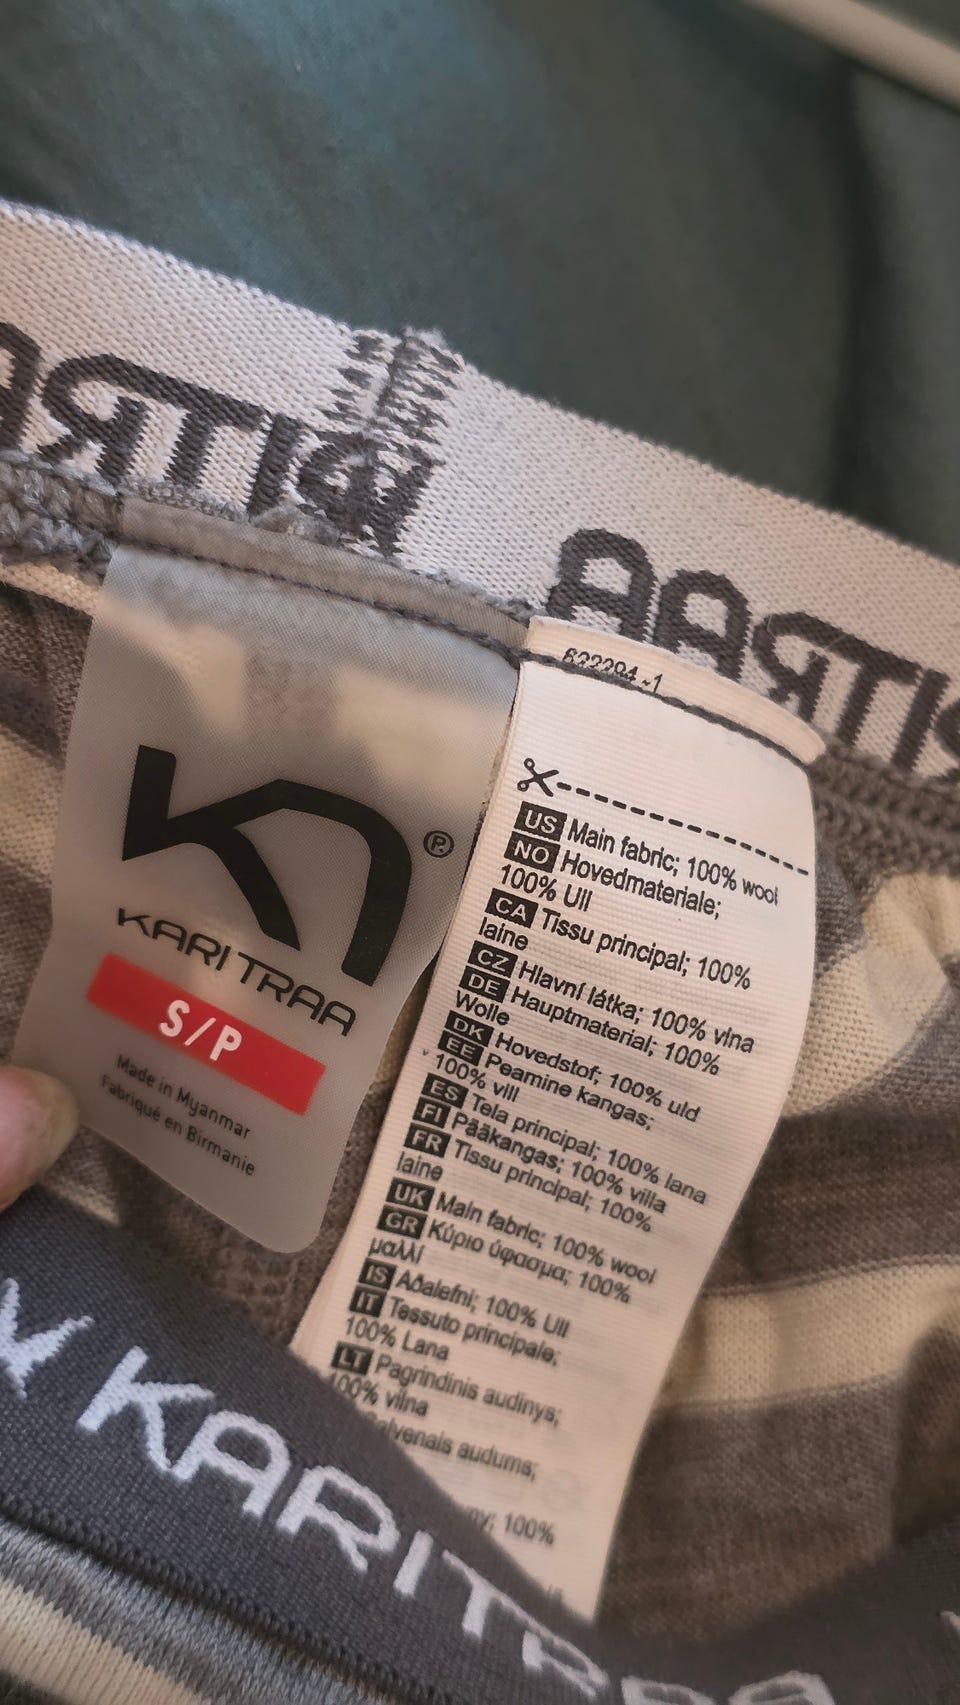 622294 -1
KARI TRAA
S/P
Made in Myanmar
Fabriqué en Birmanie
US Main fabric; 100% wool
NO Hovedmateriale;
100% Ull
CA Tissu principal; 100%
laine
CZ Hlavní látka; 100% vlna
DE Hauptmaterial; 100%
Wolle
DK Hovedstof; 100% uld
EE Peamine kangas;
100% vill
ES Tela principal; 100% lana
FI Pääkangas; 100% villa
FR Tissu principal; 100%
laine
UK Main fabric; 100% wool
GR Κύριο ύφασμα; 100%
μαλλί
IS Aðalefni; 100% Ull
IT Tessuto principale;
100% Lana
LT Pagrindinis audinys;
100% vilna
audums;
100%
KARI TRAA